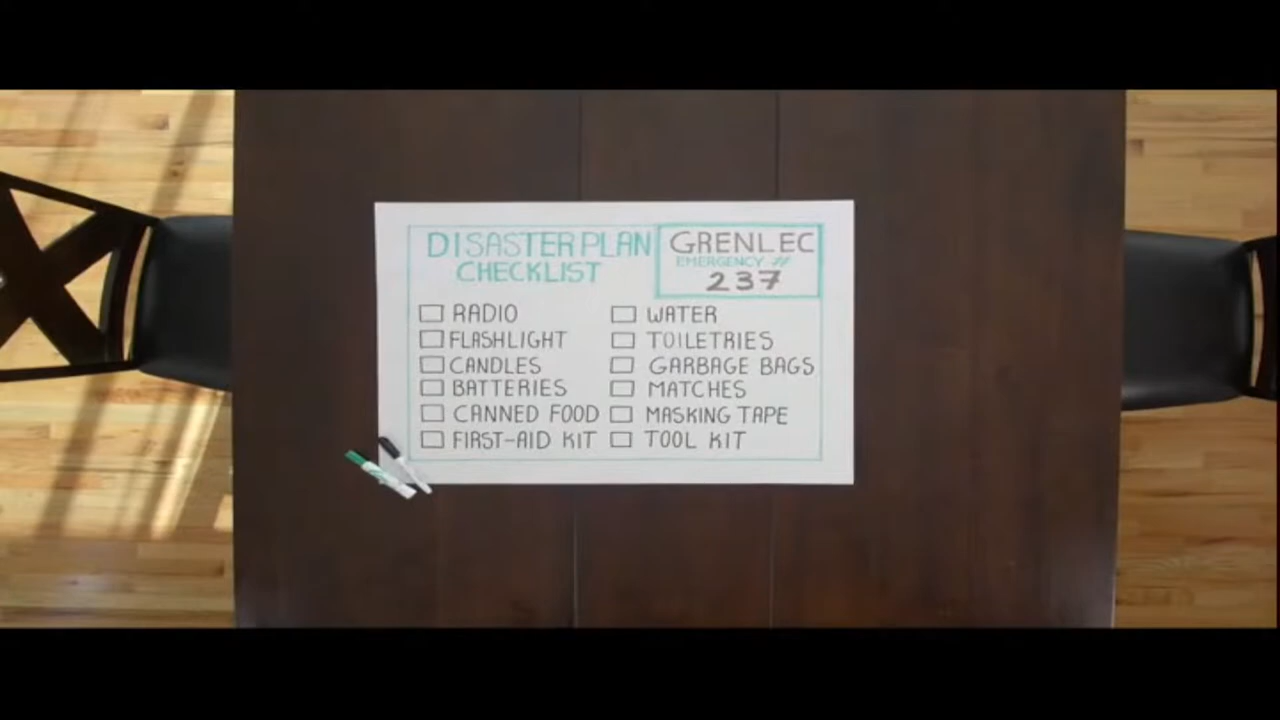 DISASTER PLAN
CHECKLIST
GRENLEC
EMERGENCY #
237
RADIO
FLASHLIGHT
CANDLES
BATTERIES
CANNED FOOD
FIRST-AID KIT
WATER
TOILETRIES
GARBAGE BAGS
MATCHES
MASKING TAPE
TOOL KIT